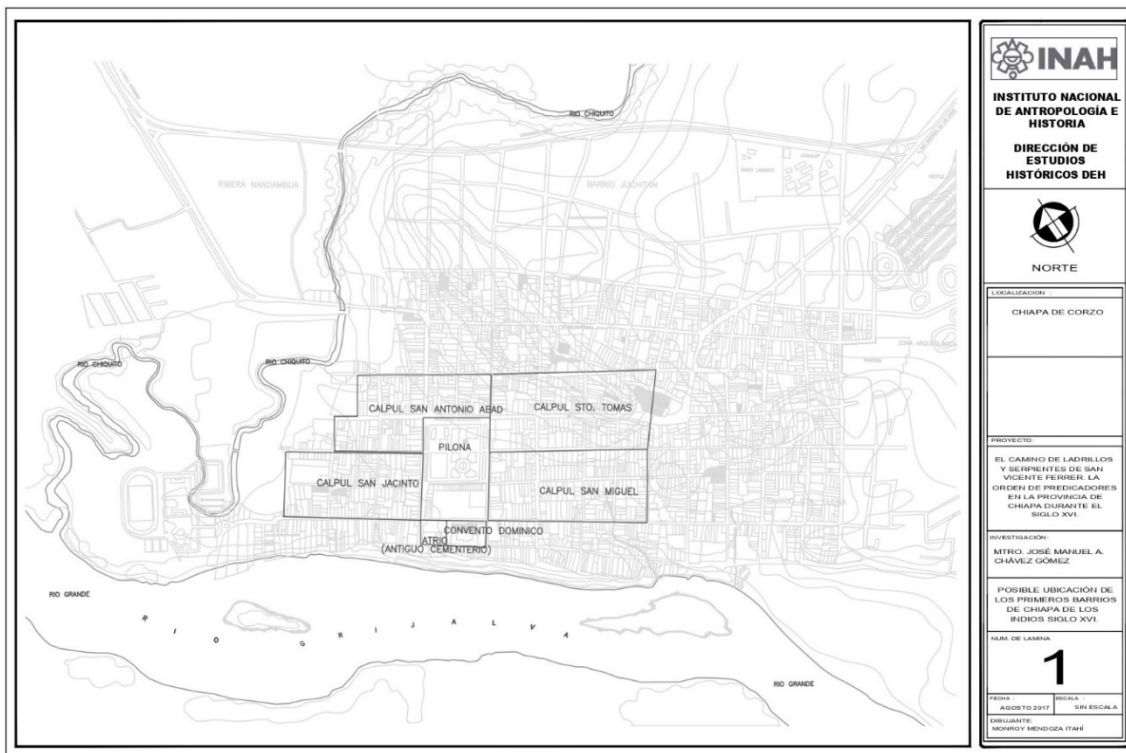 RIO CHIQUITO
RIBERA NANDAMBUA
BARRIO JUCHITAN
RIO CHIQUITO
RIO CHIQUITO
CALPUL SAN ANTONIO ABAD
CALPUL STO. TOMAS
PILONA
CALPUL SAN JACINTO
CALPUL SAN MIGUEL
CONVENTO DOMINICO
ATRIO
(ANTIGUO CEMENTERIO)
RIO GRANDE
RIO GRIJALVA
RIO GRANDE
INAH
INSTITUTO NACIONAL
DE ANTROPOLOGÍA E
HISTORIA
DIRECCIÓN DE
ESTUDIOS
HISTÓRICOS DEH
NORTE
LOCALIZACION :
CHIAPA DE CORZO
PROYECTO:
EL CAMINO DE LADRILLOS
Y SERPIENTES DE SAN
VICENTE FERRER. LA
ORDEN DE PREDICADORES
EN LA PROVINCIA DE
CHIAPA DURANTE EL
SIGLO XVI.
INVESTIGACIÓN:
MTRO. JOSÉ MANUEL A.
CHÁVEZ GÓMEZ
POSIBLE UBICACIÓN DE
LOS PRIMEROS BARRIOS
DE CHIAPA DE LOS
INDIOS SIGLO XVI.
NUM. DE LAMINA
1
FECHA :
AGOSTO 2017
ESCALA :
SIN ESCALA
DIBUJANTE:
MONROY MENDOZA ITAHÍ